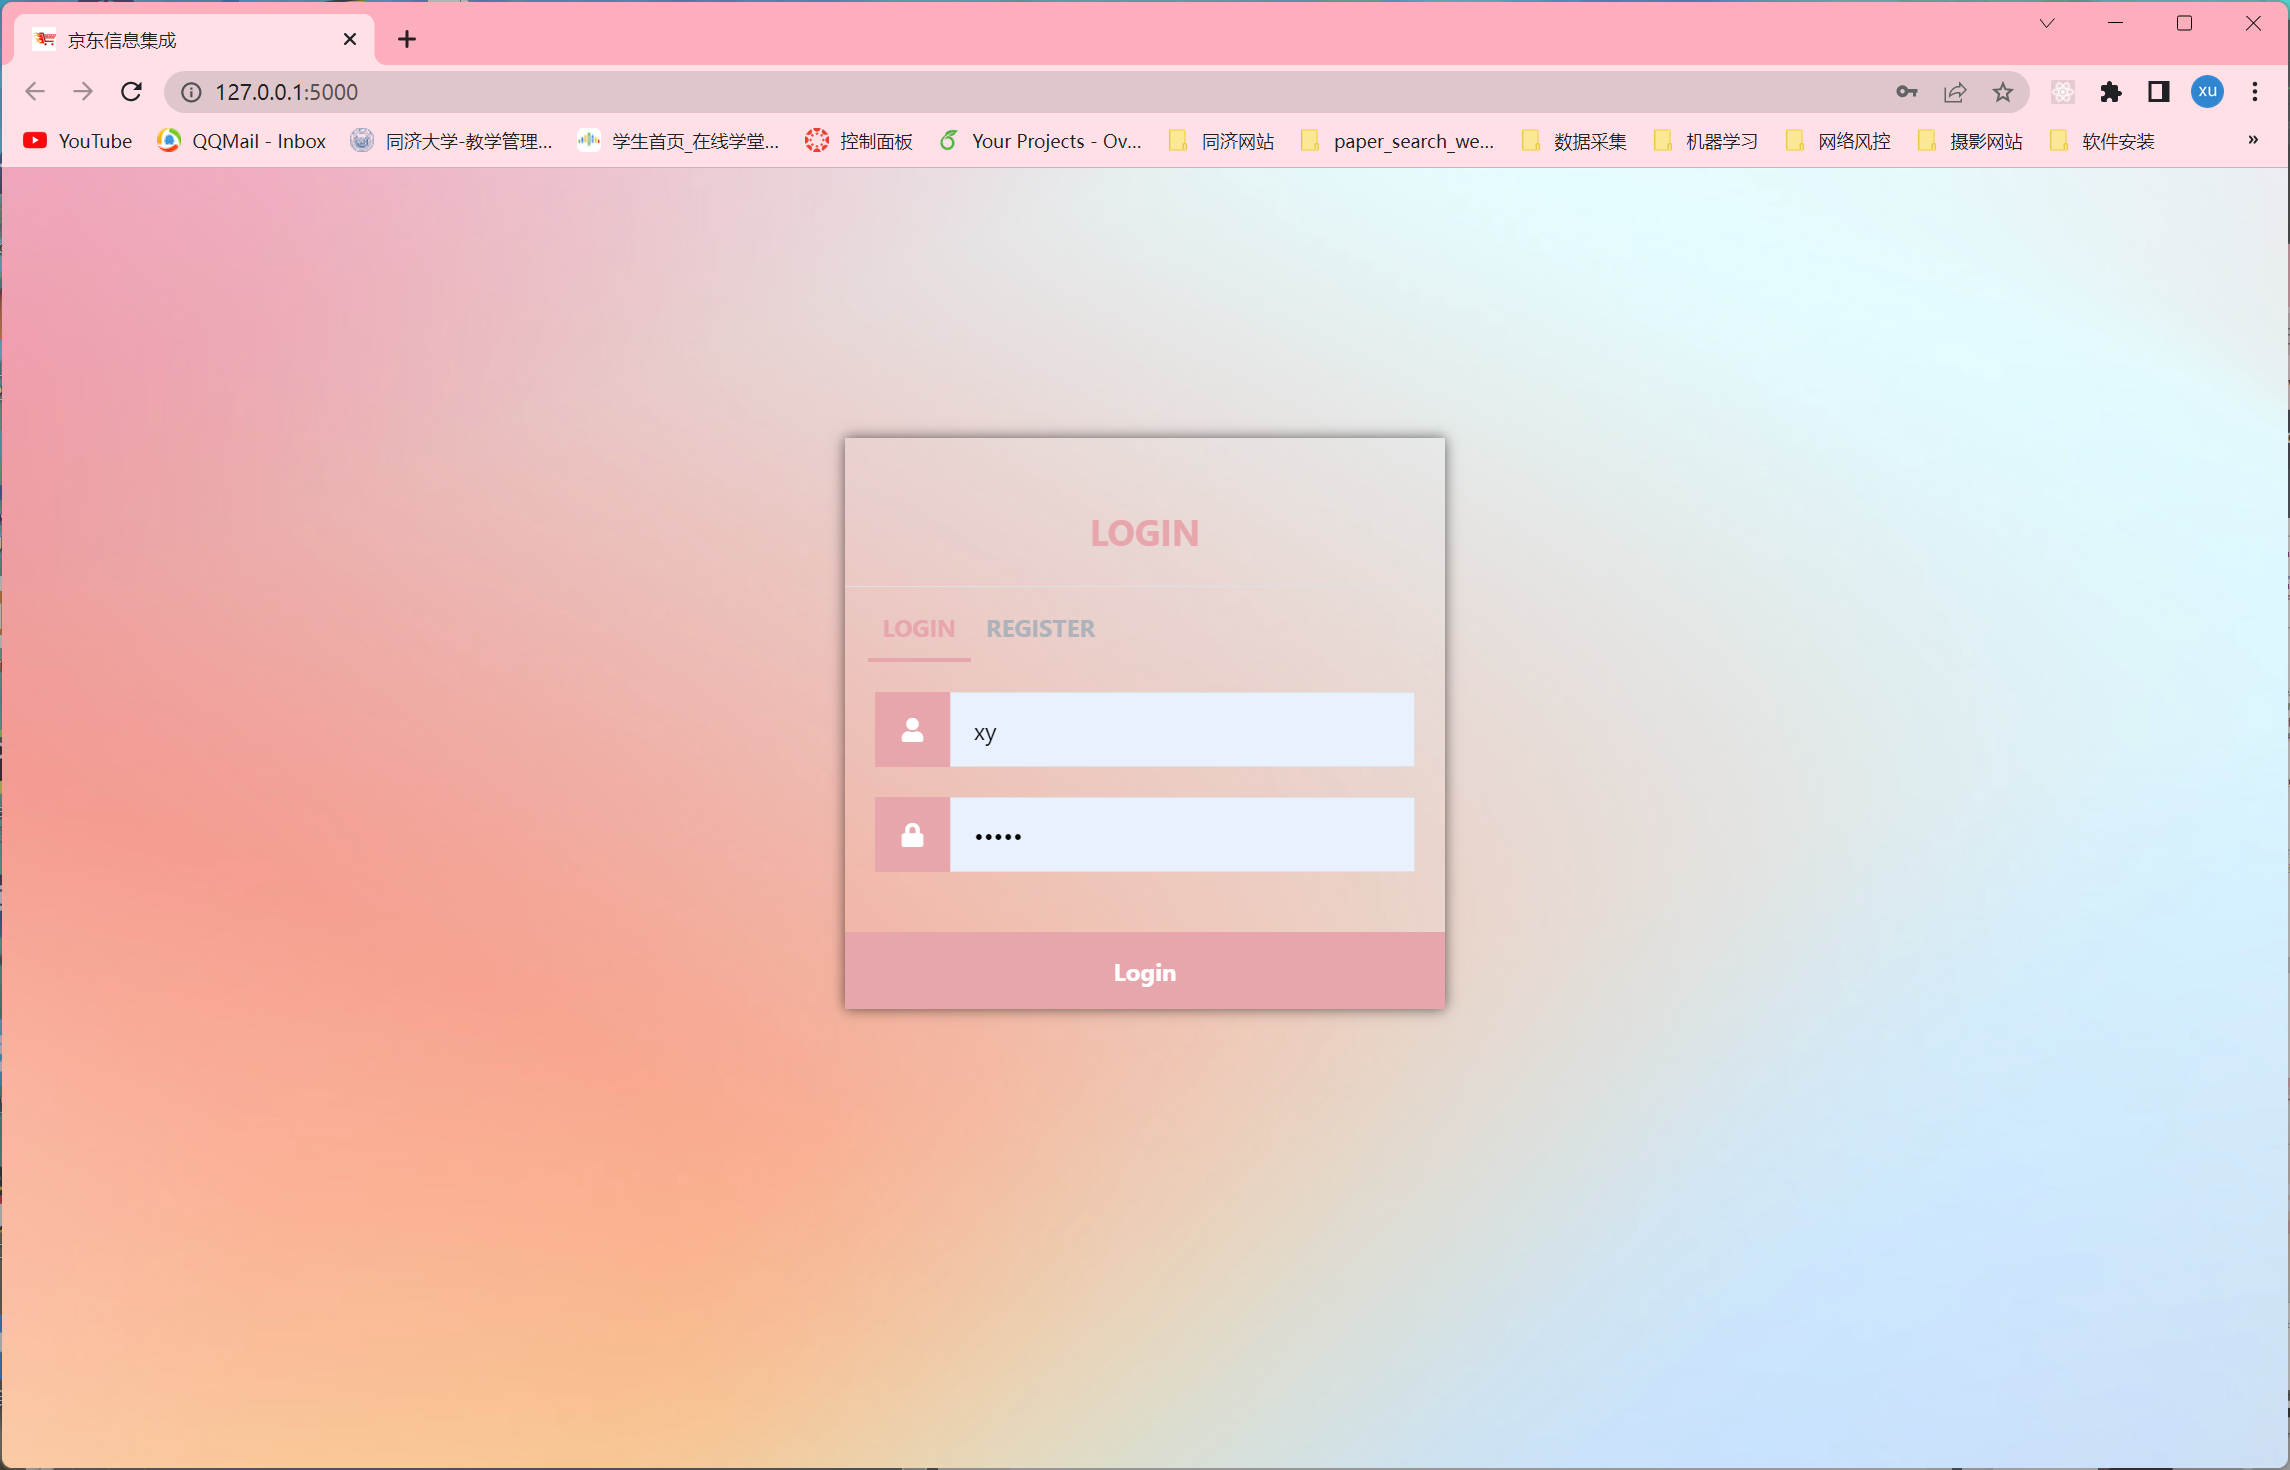 京东信息集成
127.0.0.1:5000
xu
YouTube QQMail - Inbox 同济大学-教学管理... 学生首页_在线学堂... 控制面板 Your Projects - Ov... 同济网站 paper_search_we... 数据采集 机器学习 网络风控 摄影网站 软件安装 »
LOGIN
LOGIN REGISTER
xy
•••••
Login